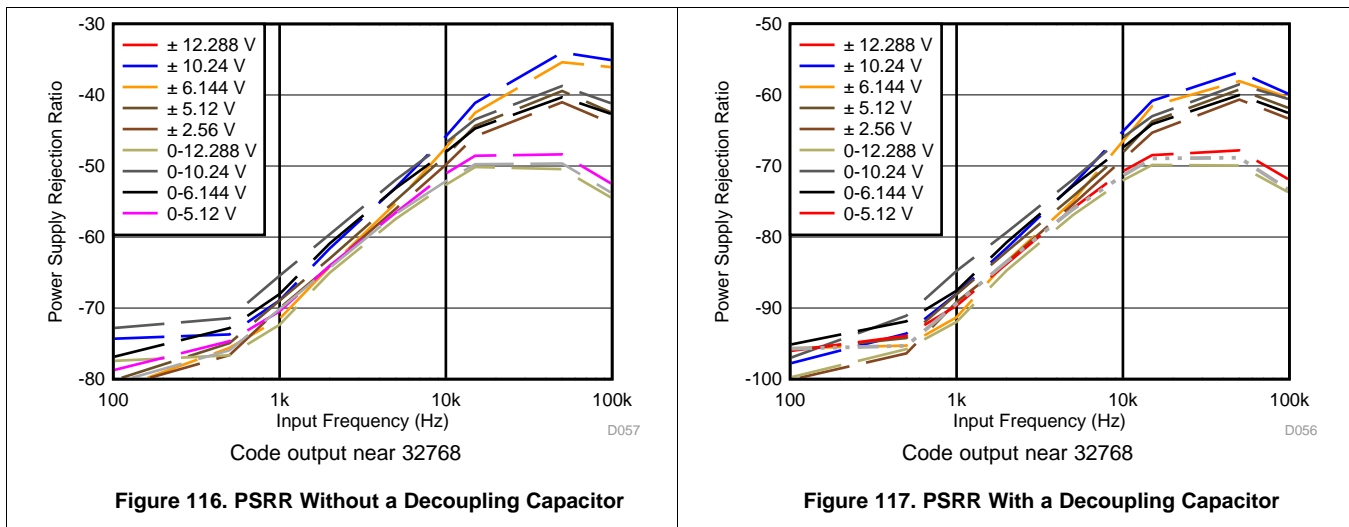 -30
-40
-50
-60
-70
-80
Power Supply Rejection Ratio
± 12.288 V
± 10.24 V
± 6.144 V
± 5.12 V
± 2.56 V
0-12.288 V
0-10.24 V
0-6.144 V
0-5.12 V
100
1k
10k
100k
Input Frequency (Hz)
D057
Code output near 32768
Figure 116. PSRR Without a Decoupling Capacitor
-50
-60
-70
-80
-90
-100
Power Supply Rejection Ratio
± 12.288 V
± 10.24 V
± 6.144 V
± 5.12 V
± 2.56 V
0-12.288 V
0-10.24 V
0-6.144 V
0-5.12 V
100
1k
10k
100k
Input Frequency (Hz)
D056
Code output near 32768
Figure 117. PSRR With a Decoupling Capacitor